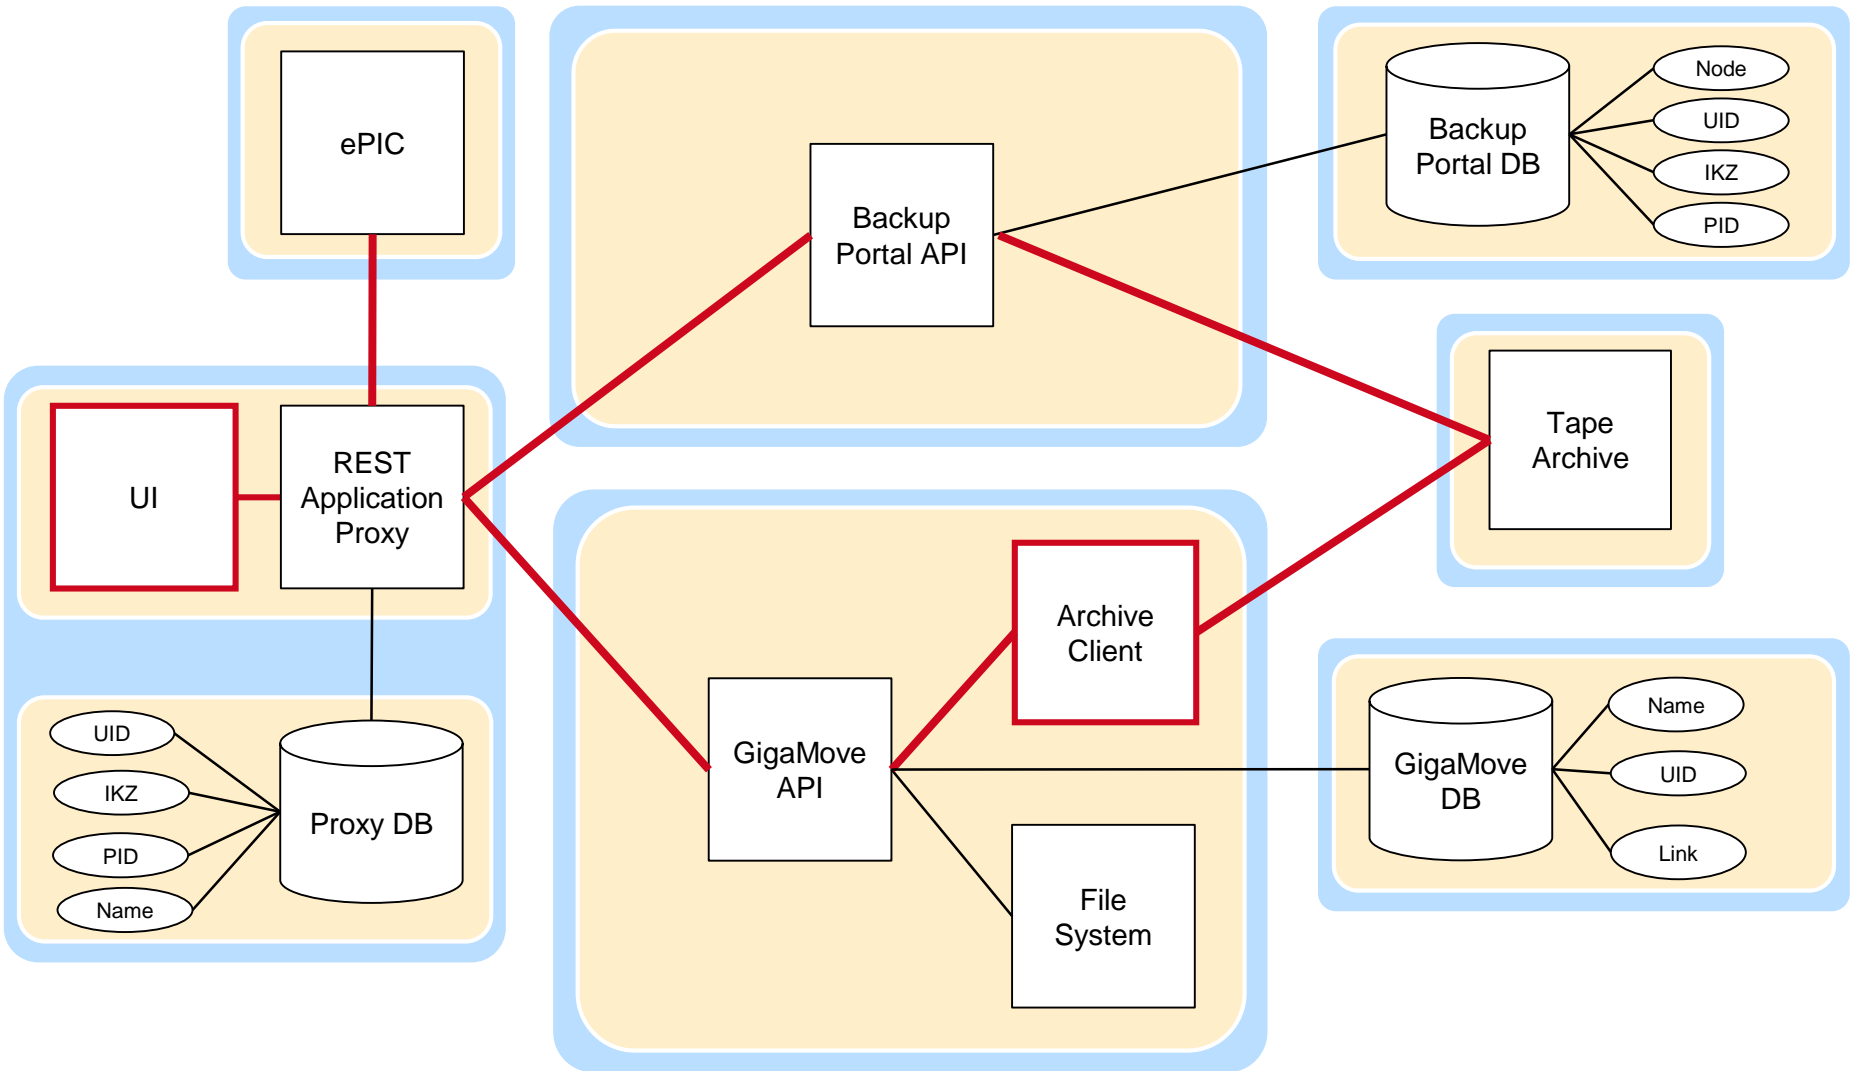 ePIC
Backup
Portal API
Backup
Portal DB
Node
UID
IKZ
PID
UI
REST
Application
Proxy
Tape
Archive
UID
IKZ
PID
Name
Proxy DB
GigaMove
API
Archive
Client
File
System
GigaMove
DB
Name
UID
Link